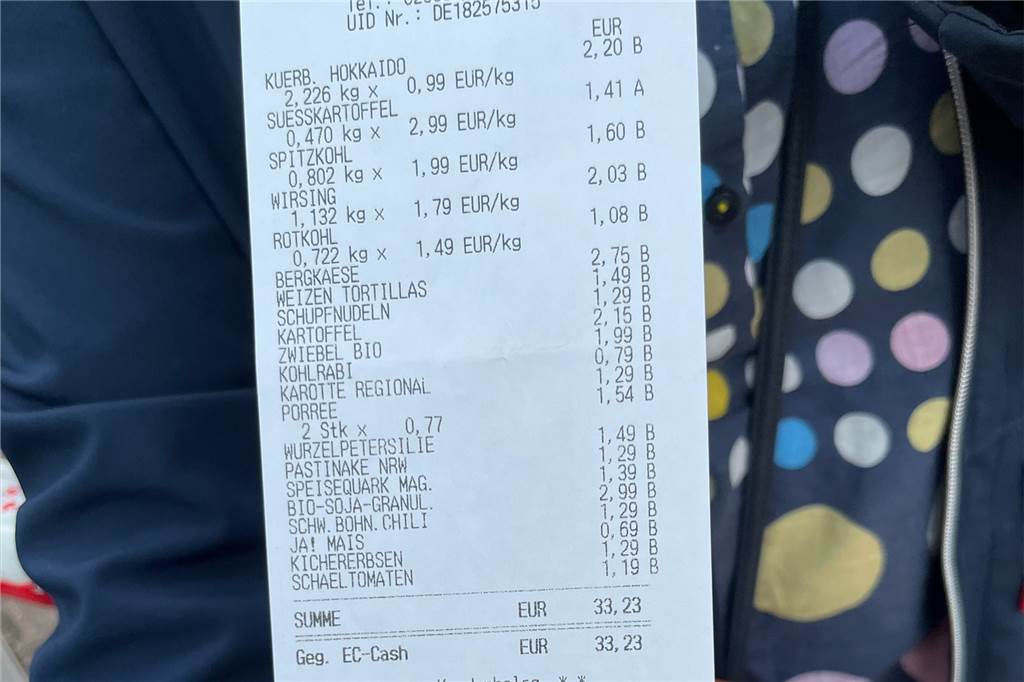 UID Nr.: DE182575315
EUR
KUERB. HOKKAIDO 2,20 B
2,226 kg x 0,99 EUR/kg
SUESSKARTOFFEL 1,41 A
0,470 kg x 2,99 EUR/kg
SPITZKOHL 1,60 B
0,802 kg x 1,99 EUR/kg
WIRSING 2,03 B
1,132 kg x 1,79 EUR/kg
ROTKOHL 1,08 B
0,722 kg x 1,49 EUR/kg
BERGKAESE 2,75 B
WEIZEN TORTILLAS 1,49 B
SCHUPFNUDELN 1,29 B
KARTOFFEL 2,15 B
ZWIEBEL BIO 1,99 B
KOHLRABI 0,79 B
KAROTTE REGIONAL 1,29 B
PORREE 1,54 B
2 Stk x 0,77
WURZELPETERSILIE 1,49 B
PASTINAKE NRW 1,29 B
SPEISEQUARK MAG. 1,39 B
BIO-SOJA-GRANUL. 2,99 B
SCHW.BOHN.CHILI 1,29 B
JA! MAIS 0,69 B
KICHERERBSEN 1,29 B
SCHAELTOMATEN 1,19 B
SUMME EUR 33,23
Geg. EC-Cash EUR 33,23